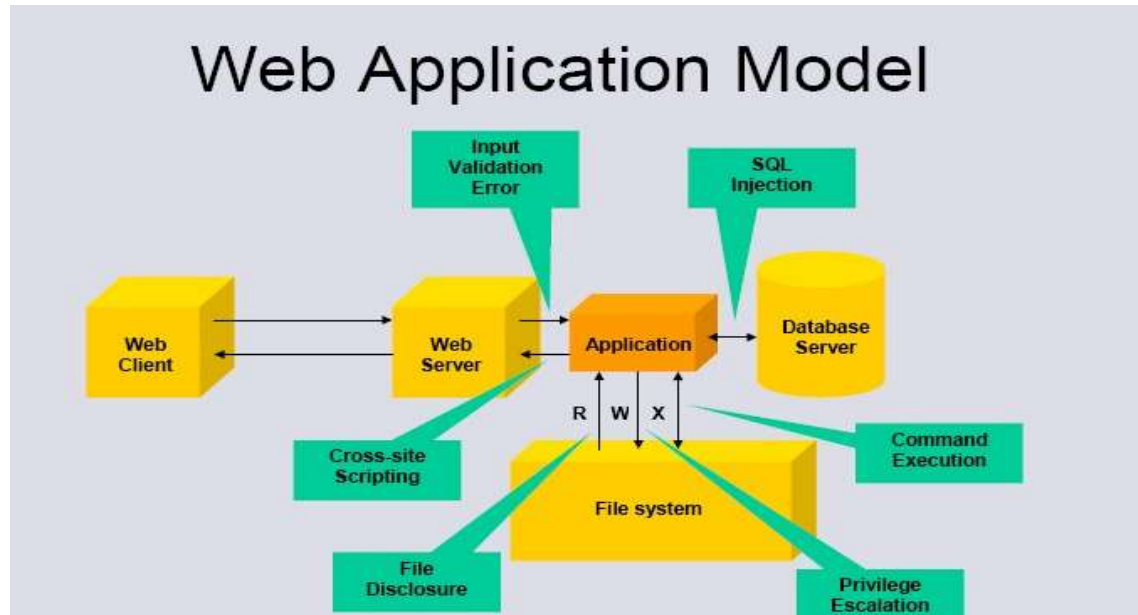 Web Application Model
Input
Validation
Error
SQL
Injection
Web
Client
Web
Server
Application
Database
Server
R W X
Cross-site
Scripting
Command
Execution
File system
File
Disclosure
Privilege
Escalation